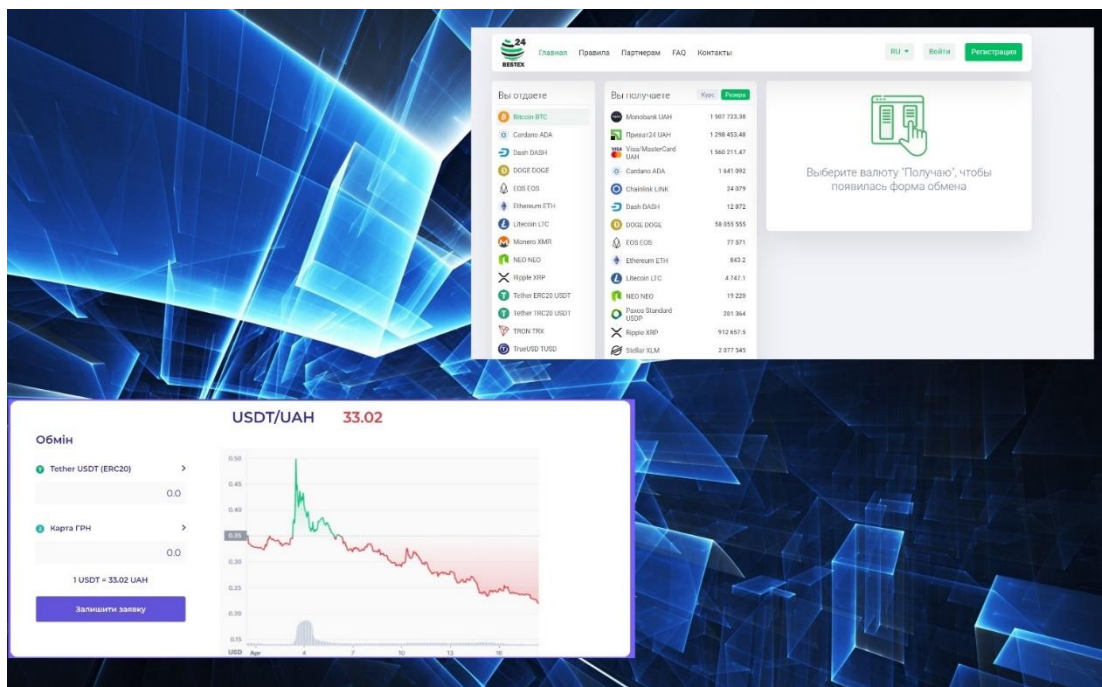 24
BESTEX
Главная Правила Партнерам FAQ Контакты
RU
Войти
Регистрация
Вы отдаете
Bitcoin BTC
Cardano ADA
Dash DASH
DOGE DOGE
EOS EOS
Ethereum ETH
Litecoin LTC
Monero XMR
NEO NEO
Ripple XRP
Tether ERC20 USDT
Tether TRC20 USDT
TRON TRX
TrueUSD TUSD
Вы получаете Курс Резерв
Monobank UAH 1 507 723.38
Приват24 UAH 1 298 453.48
Visa/MasterCard
UAH 1 560 211.47
Cardano ADA 1 641 092
Chainlink LINK 24 079
Dash DASH 12 872
DOGE DOGE 58 055 555
EOS EOS 77 571
Ethereum ETH 843.2
Litecoin LTC 4 747.1
NEO NEO 19 220
Paxos Standard
USDP 201 364
Ripple XRP 912 657.5
Stellar XLM 2 077 545
Выберите валюту "Получаю", чтобы
появилась форма обмена
USDT/UAH 33.02
Обмін
Tether USDT (ERC20)
0.0
Карта ГРН
0.0
1 USDT = 33.02 UAH
Залишити заявку
0.50
0.45
0.40
0.35
0.30
0.25
0.20
0.15
USD Apr 4 7 10 13 16